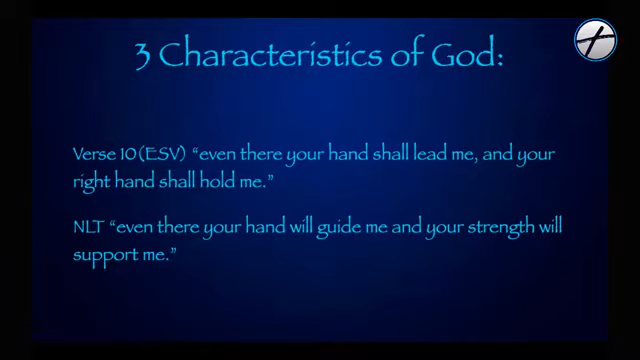 3 Characteristics of God:
Verse 10 (ESV) “even there your hand shall lead me, and your
right hand shall hold me.”
NLT “even there your hand will guide me and your strength will
support me.”